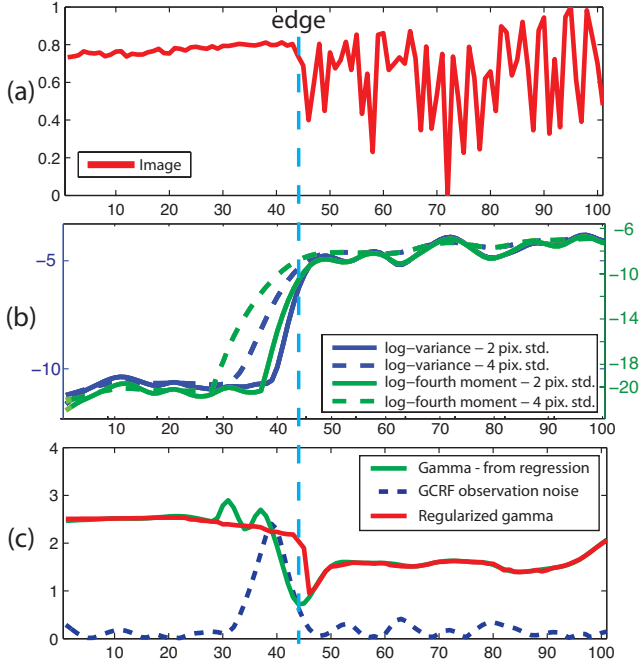 edge
1
0.8
0.6
0.4
0.2
0
(a)
Image
10 20 30 40 50 60 70 80 90 100
-5
-10
-6
-8
-10
-12
-14
-16
-18
-20
(b)
log-variance – 2 pix. std.
log-variance – 4 pix. std.
log-fourth moment – 2 pix. std.
log-fourth moment – 4 pix. std.
10 20 30 40 50 60 70 80 90 100
4
3
2
1
0
(c)
Gamma - from regression
GCRF observation noise
Regularized gamma
10 20 30 40 50 60 70 80 90 100